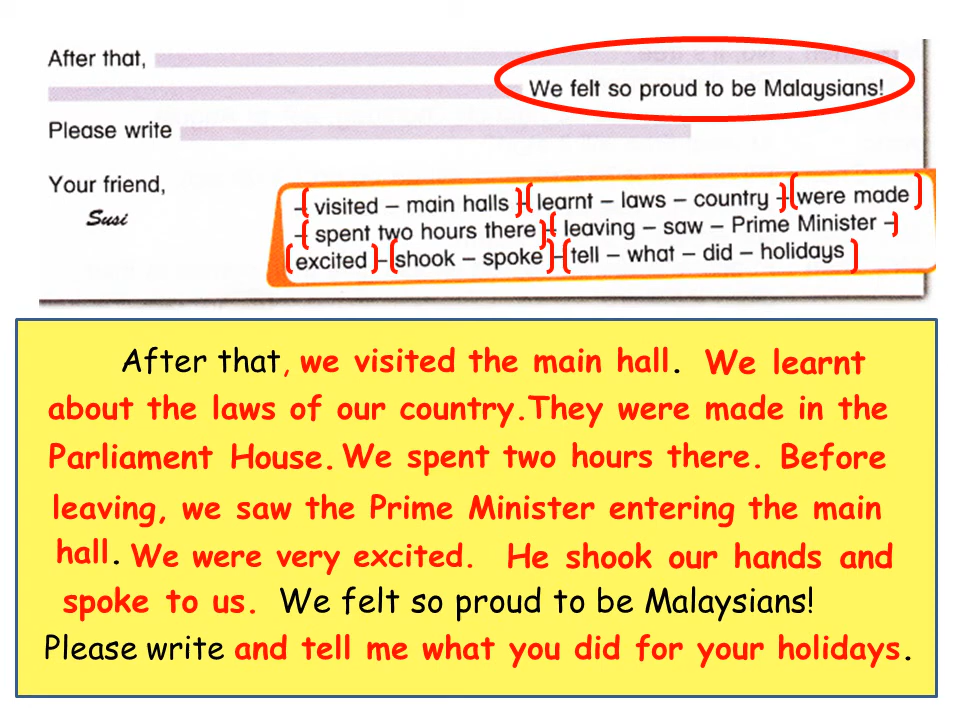 After that,
We felt so proud to be Malaysians!
Please write
Your friend,
Susi
– visited – main halls – learnt – laws – country – were made
– spent two hours there – leaving – saw – Prime Minister –
excited – shook – spoke – tell – what – did – holidays
After that, we visited the main hall. We learnt
about the laws of our country.They were made in the
Parliament House. We spent two hours there. Before
leaving, we saw the Prime Minister entering the main
hall. We were very excited. He shook our hands and
spoke to us. We felt so proud to be Malaysians!
Please write and tell me what you did for your holidays.